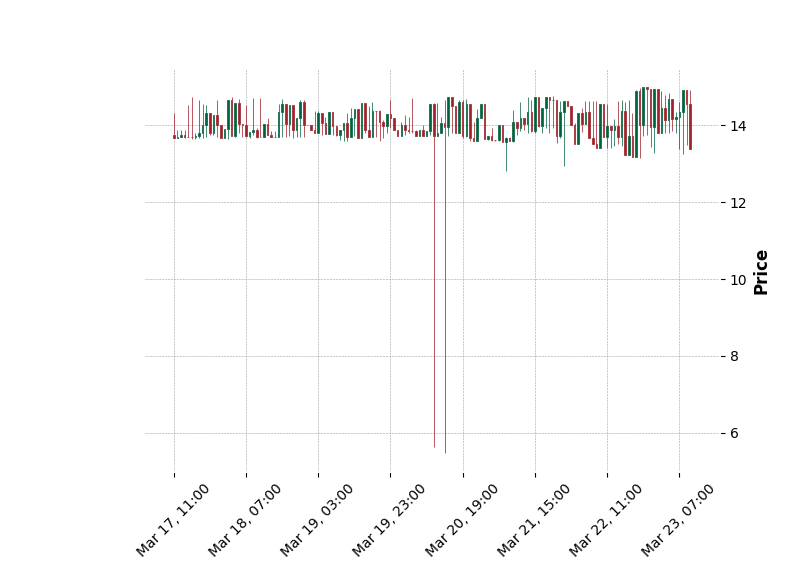 14
12
10
8
6
Price
Mar 17, 11:00
Mar 18, 07:00
Mar 19, 03:00
Mar 19, 23:00
Mar 20, 19:00
Mar 21, 15:00
Mar 22, 11:00
Mar 23, 07:00